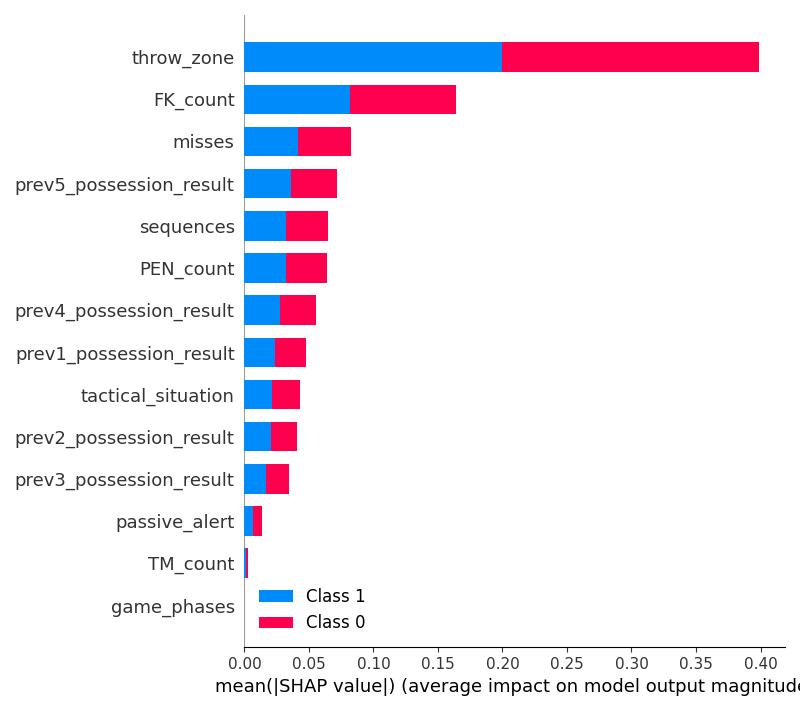 throw_zone
FK_count
misses
prev5_possession_result
sequences
PEN_count
prev4_possession_result
prev1_possession_result
tactical_situation
prev2_possession_result
prev3_possession_result
passive_alert
TM_count
game_phases
Class 1
Class 0
0.00 0.05 0.10 0.15 0.20 0.25 0.30 0.35 0.40
mean(|SHAP value|) (average impact on model output magnitude